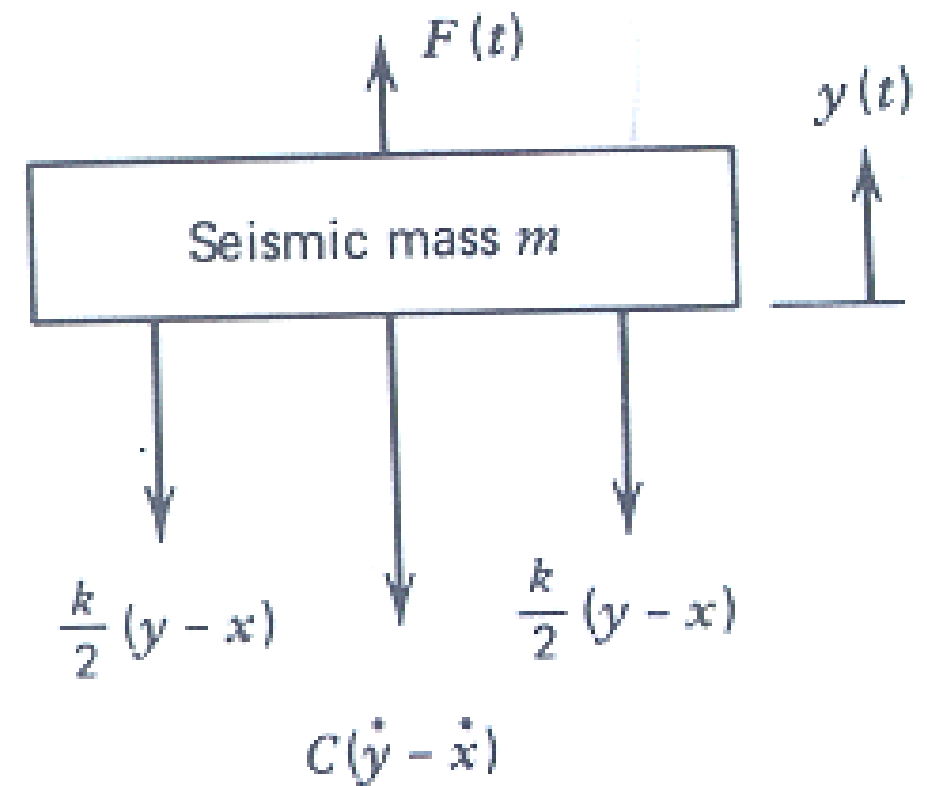 F(t)
y(t)
Seismic mass m
k/2 (y − x)
k/2 (y − x)
C(ẏ − ẋ)